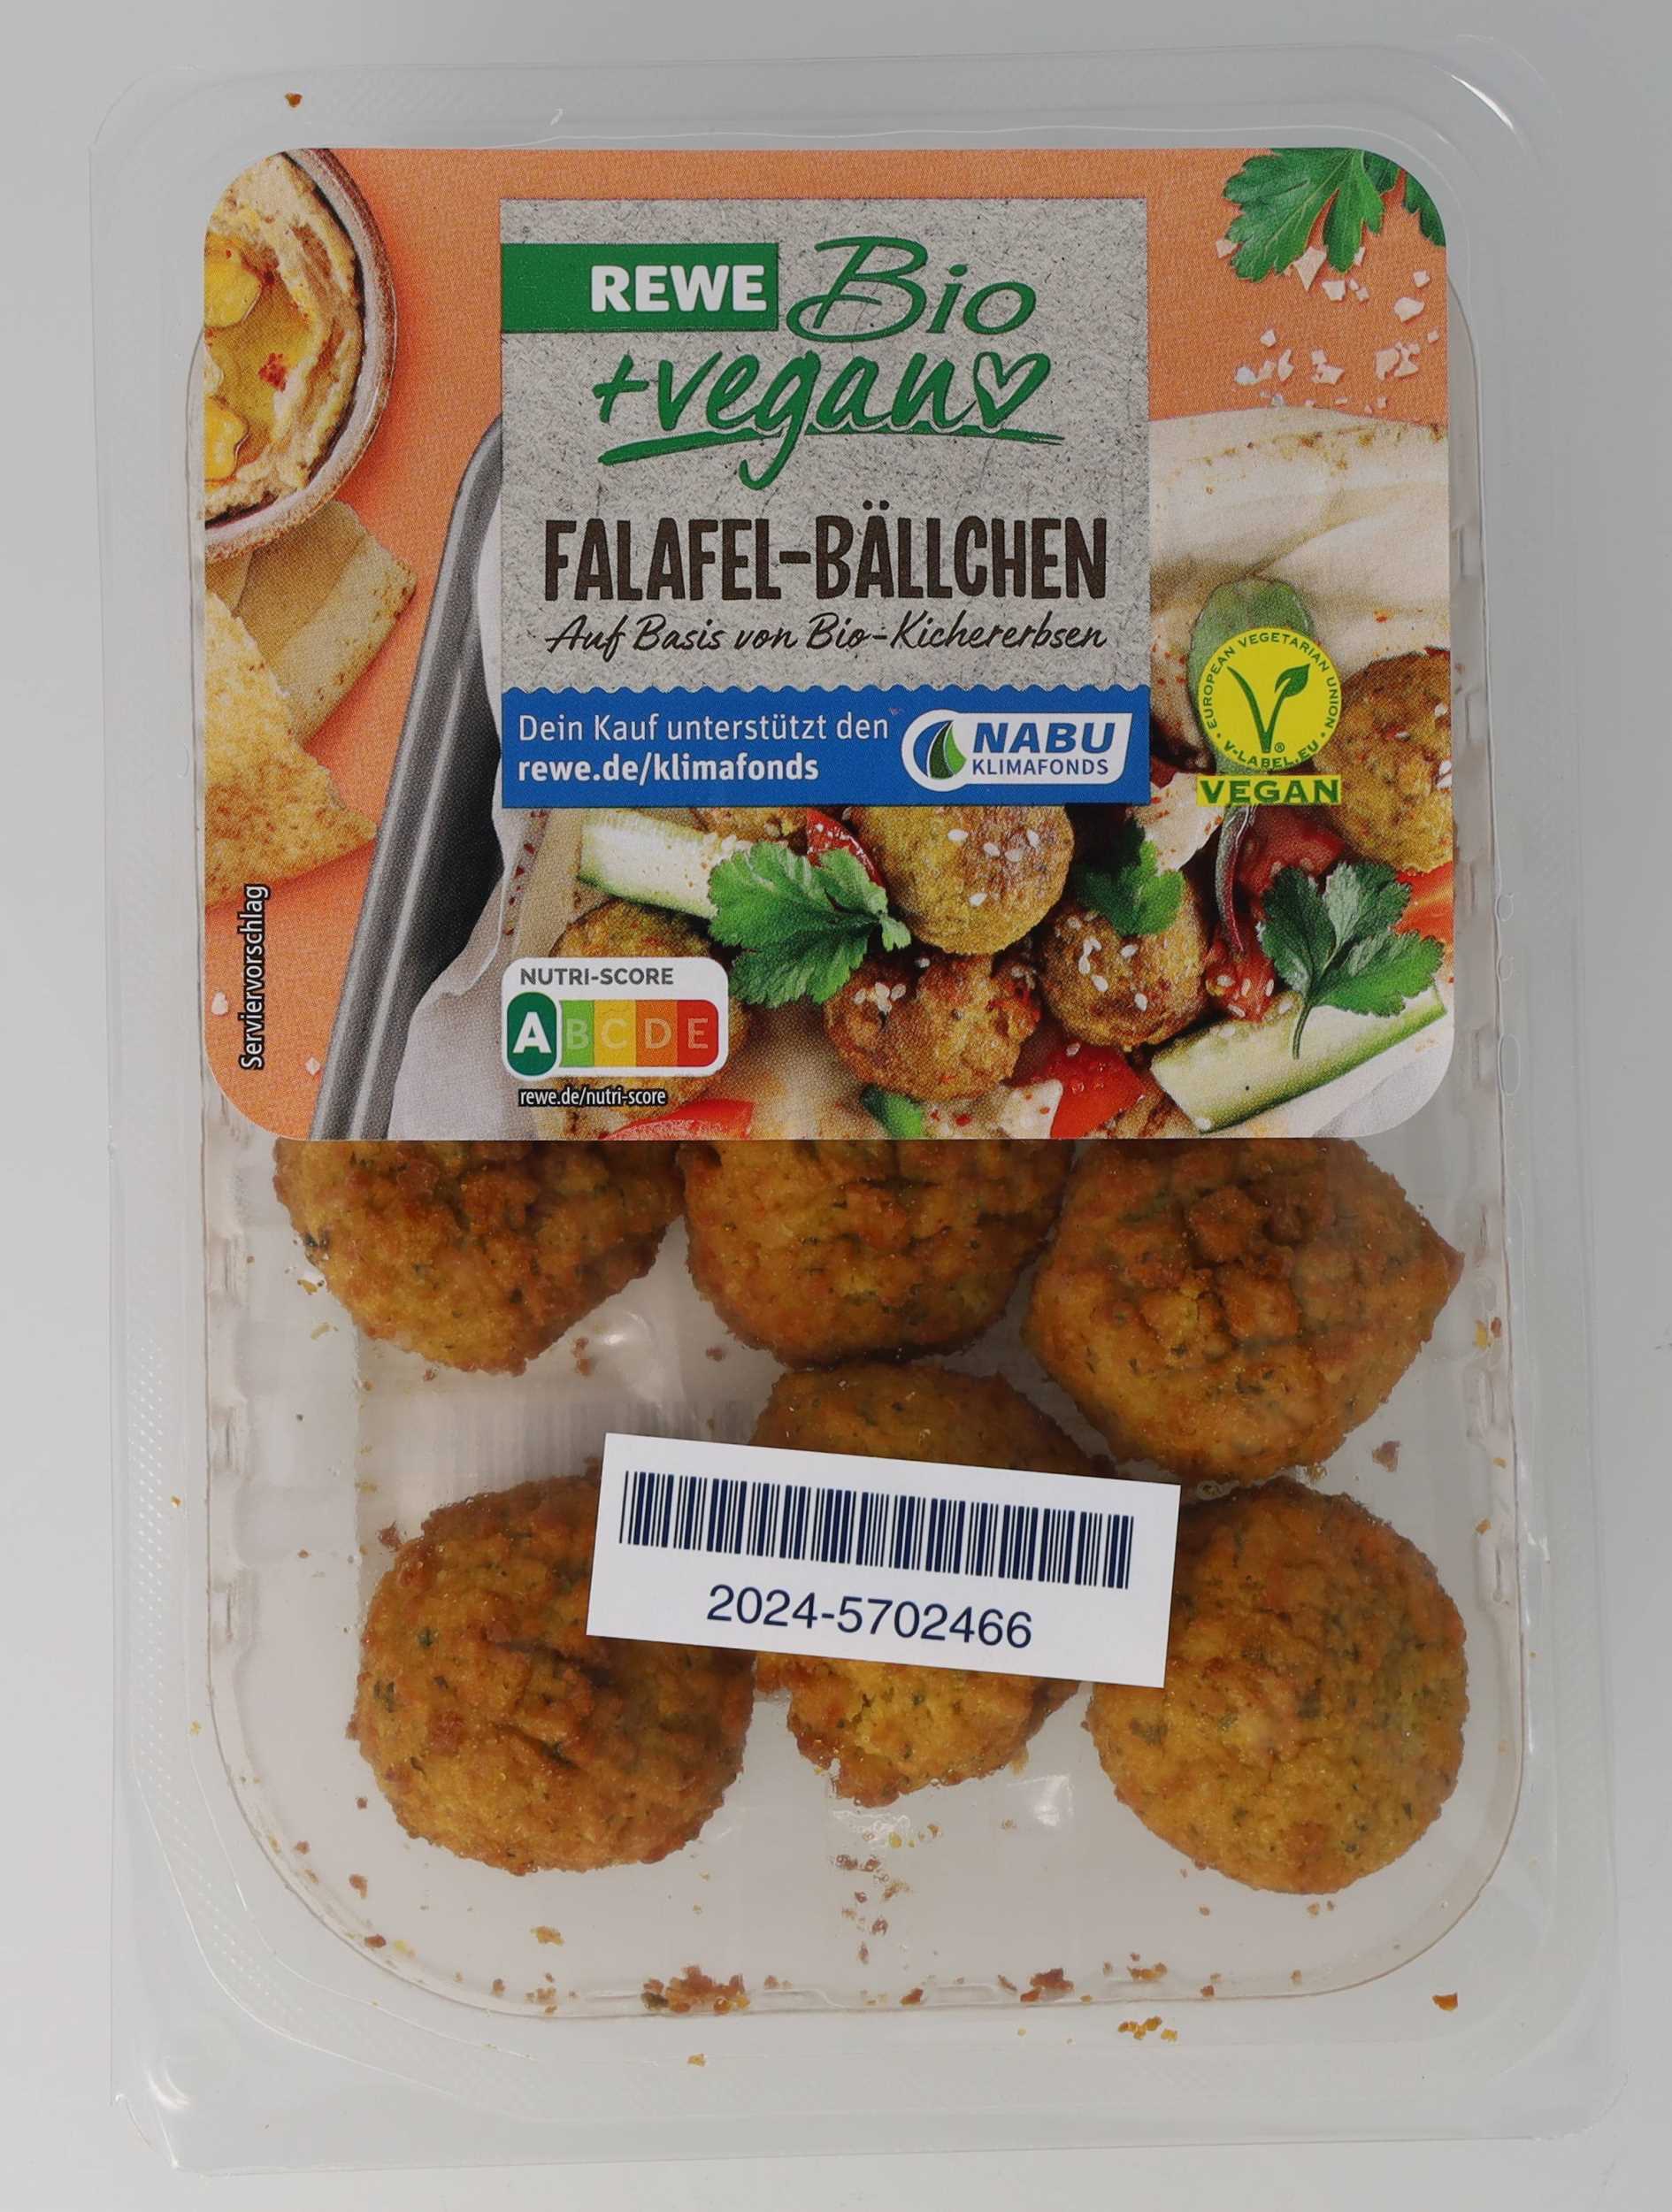 REWE Bio
+vegan
FALAFEL-BÄLLCHEN
Auf Basis von Bio-Kichererbsen
Dein Kauf unterstützt den
rewe.de/klimafonds
NABU
KLIMAFONDS
EUROPEAN VEGETARIAN UNION
V-LABEL.EU
VEGAN
Serviervorschlag
NUTRI-SCORE
A B C D E
rewe.de/nutri-score
2024-5702466